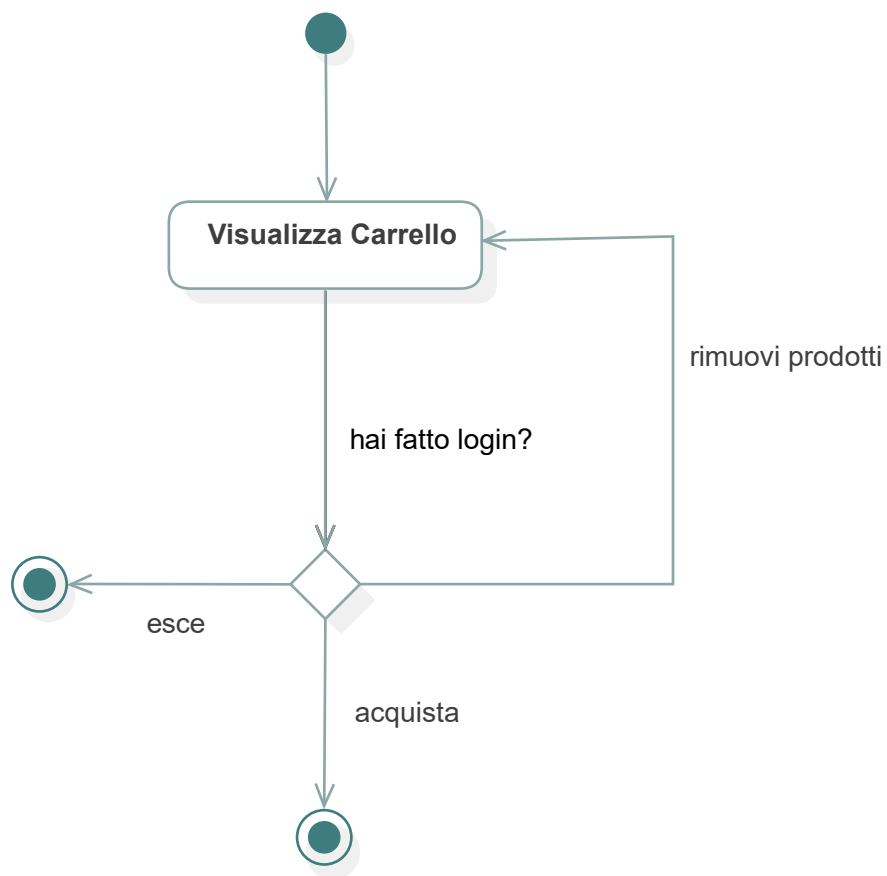 Visualizza Carrello
rimuovi prodotti
hai fatto login?
esce
acquista